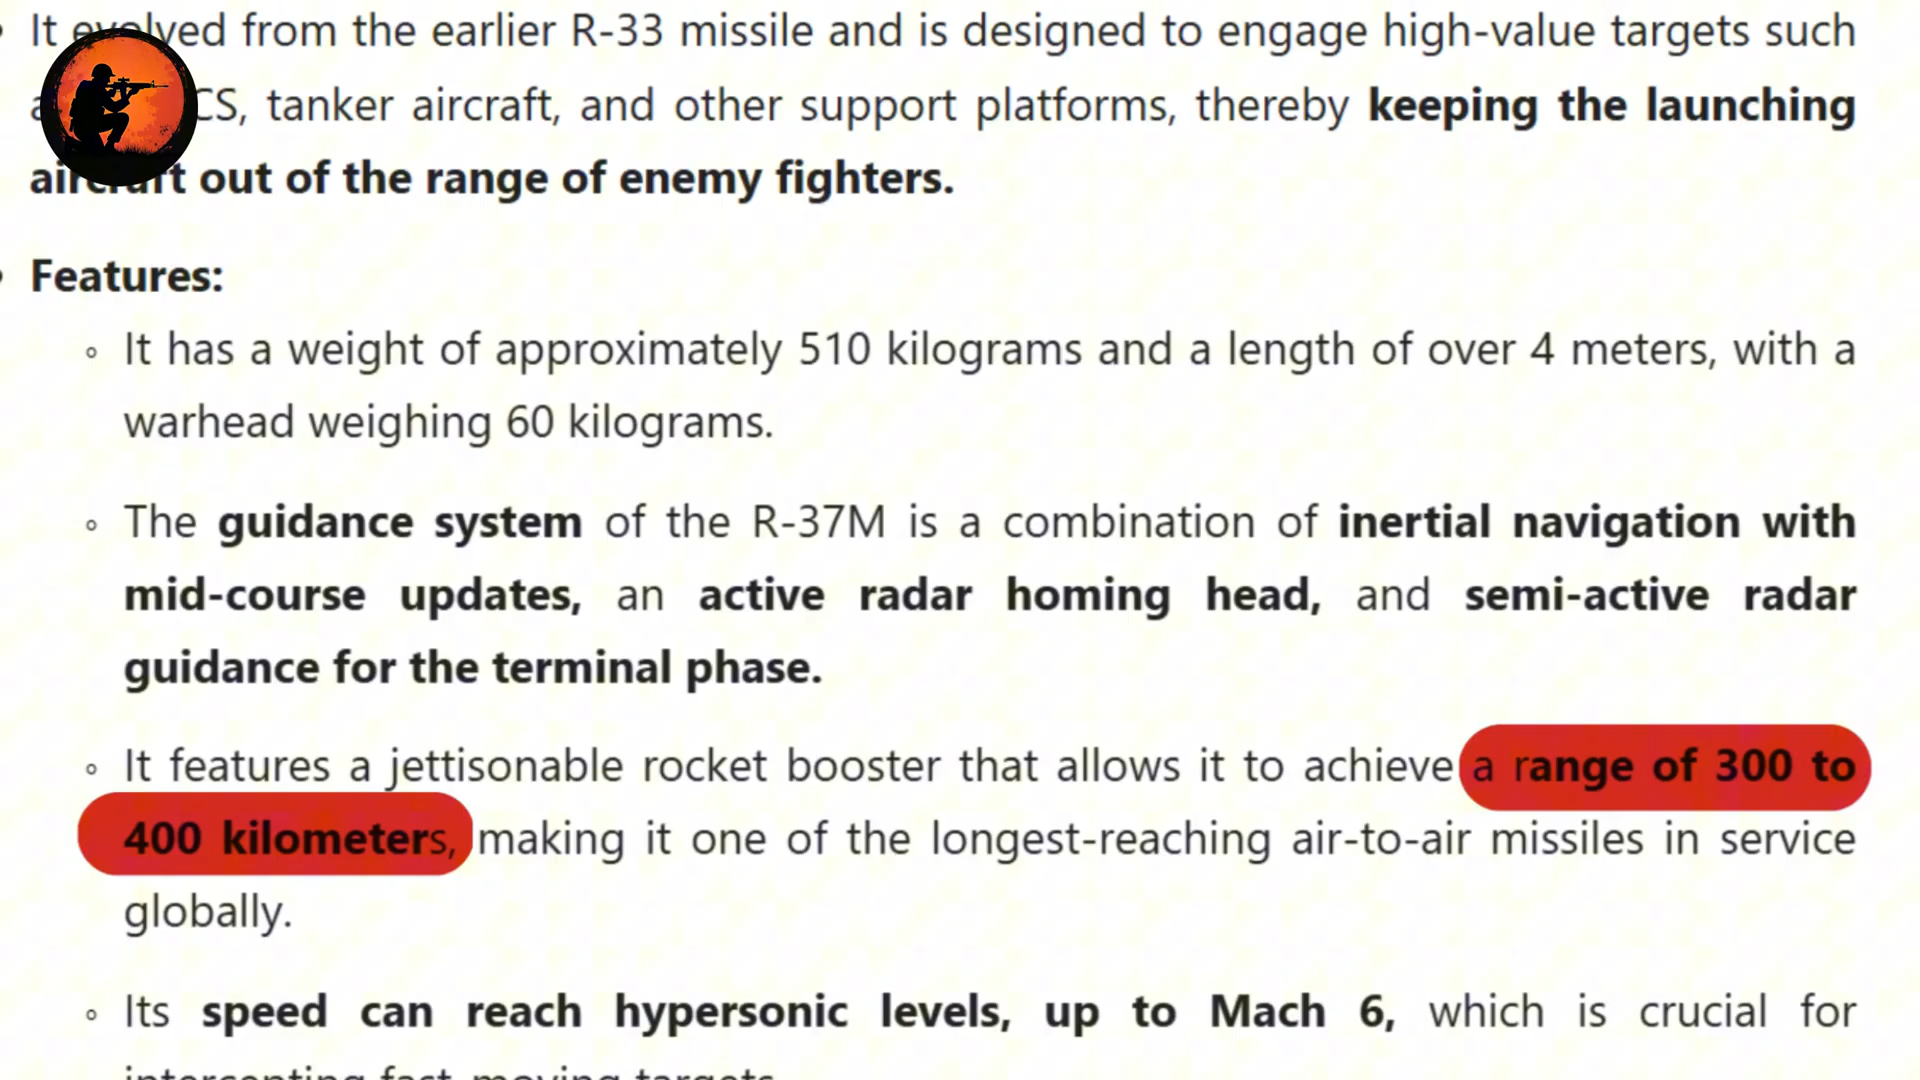 It evolved from the earlier R-33 missile and is designed to engage high-value targets such
CS, tanker aircraft, and other support platforms, thereby keeping the launching
aircraft out of the range of enemy fighters.
Features:
It has a weight of approximately 510 kilograms and a length of over 4 meters, with a
warhead weighing 60 kilograms.
The guidance system of the R-37M is a combination of inertial navigation with
mid-course updates, an active radar homing head, and semi-active radar
guidance for the terminal phase.
It features a jettisonable rocket booster that allows it to achieve a range of 300 to
400 kilometers, making it one of the longest-reaching air-to-air missiles in service
globally.
Its speed can reach hypersonic levels, up to Mach 6, which is crucial for
intercepting fast-moving targets.